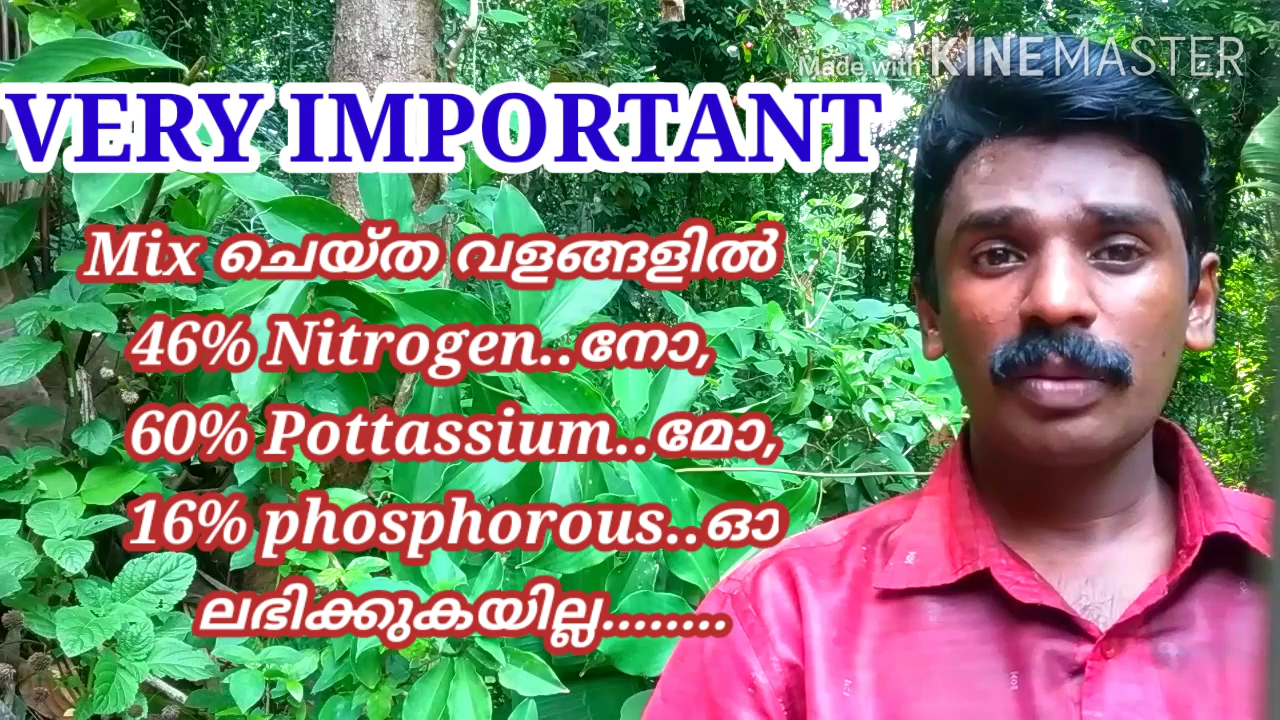 Made with KINEMASTER
VERY IMPORTANT
Mix ചെയ്ത വളങ്ങളിൽ
46% Nitrogen..നോ,
60% Pottassium..മോ,
16% phosphorous..ഓ
ലഭിക്കുകയില്ല........